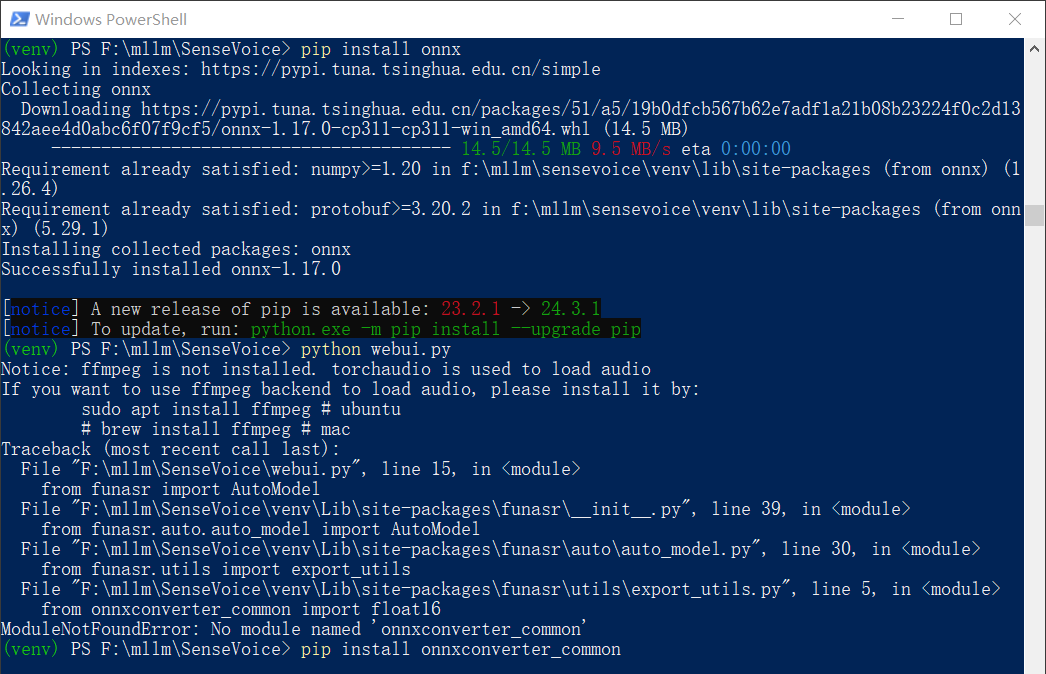 Windows PowerShell
(venv) PS F:\mllm\SenseVoice> pip install onnx
Looking in indexes: https://pypi.tuna.tsinghua.edu.cn/simple
Collecting onnx
  Downloading https://pypi.tuna.tsinghua.edu.cn/packages/51/a5/19b0dfcb567b62e7adf1a21b08b23224f0c2d13
842aee4d0abc6f07f9cf5/onnx-1.17.0-cp311-cp311-win_amd64.whl (14.5 MB)
     ---------------------------------------- 14.5/14.5 MB 9.5 MB/s eta 0:00:00
Requirement already satisfied: numpy>=1.20 in f:\mllm\sensevoice\venv\lib\site-packages (from onnx) (1
.26.4)
Requirement already satisfied: protobuf>=3.20.2 in f:\mllm\sensevoice\venv\lib\site-packages (from onn
x) (5.29.1)
Installing collected packages: onnx
Successfully installed onnx-1.17.0
[notice] A new release of pip is available: 23.2.1 -> 24.3.1
[notice] To update, run: python.exe -m pip install --upgrade pip
(venv) PS F:\mllm\SenseVoice> python webui.py
Notice: ffmpeg is not installed. torchaudio is used to load audio
If you want to use ffmpeg backend to load audio, please install it by:
        sudo apt install ffmpeg # ubuntu
        # brew install ffmpeg # mac
Traceback (most recent call last):
  File "F:\mllm\SenseVoice\webui.py", line 15, in <module>
    from funasr import AutoModel
  File "F:\mllm\SenseVoice\venv\Lib\site-packages\funasr\__init__.py", line 39, in <module>
    from funasr.auto.auto_model import AutoModel
  File "F:\mllm\SenseVoice\venv\Lib\site-packages\funasr\auto\auto_model.py", line 30, in <module>
    from funasr.utils import export_utils
  File "F:\mllm\SenseVoice\venv\Lib\site-packages\funasr\utils\export_utils.py", line 5, in <module>
    from onnxconverter_common import float16
ModuleNotFoundError: No module named 'onnxconverter_common'
(venv) PS F:\mllm\SenseVoice> pip install onnxconverter_common